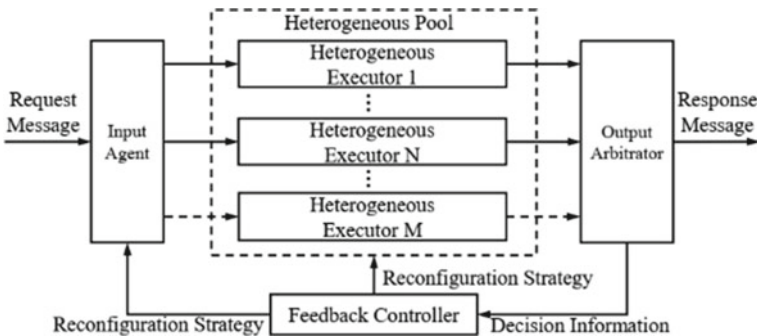 Heterogeneous Pool
Heterogeneous
Executor 1
⋮
Request
Message
Input
Agent
Heterogeneous
Executor N
⋮
Output
Arbitrator
Response
Message
Heterogeneous
Executor M
Reconfiguration Strategy
Reconfiguration Strategy
Feedback Controller
Decision Information